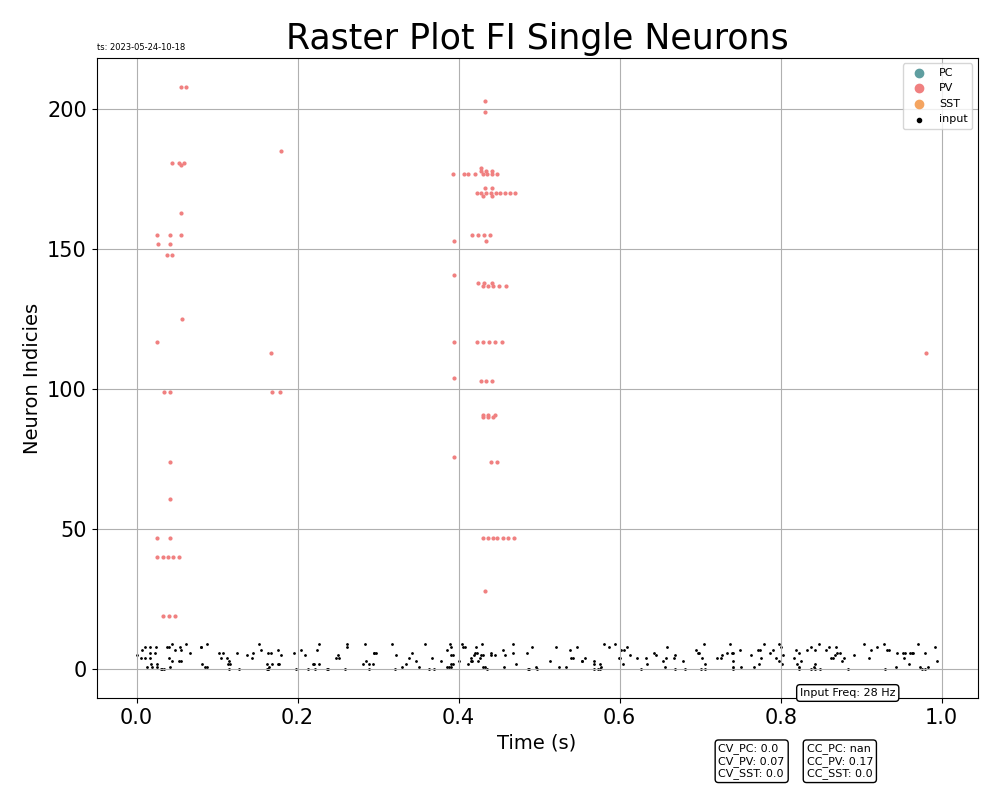 Raster Plot FI Single Neurons
ts: 2023-05-24-10-18
PC
PV
SST
input
200
150
100
50
0
Neuron Indicies
0.0 0.2 0.4 0.6 0.8 1.0
Time (s)
Input Freq: 28 Hz
CV_PC: 0.0
CV_PV: 0.07
CV_SST: 0.0
CC_PC: nan
CC_PV: 0.17
CC_SST: 0.0